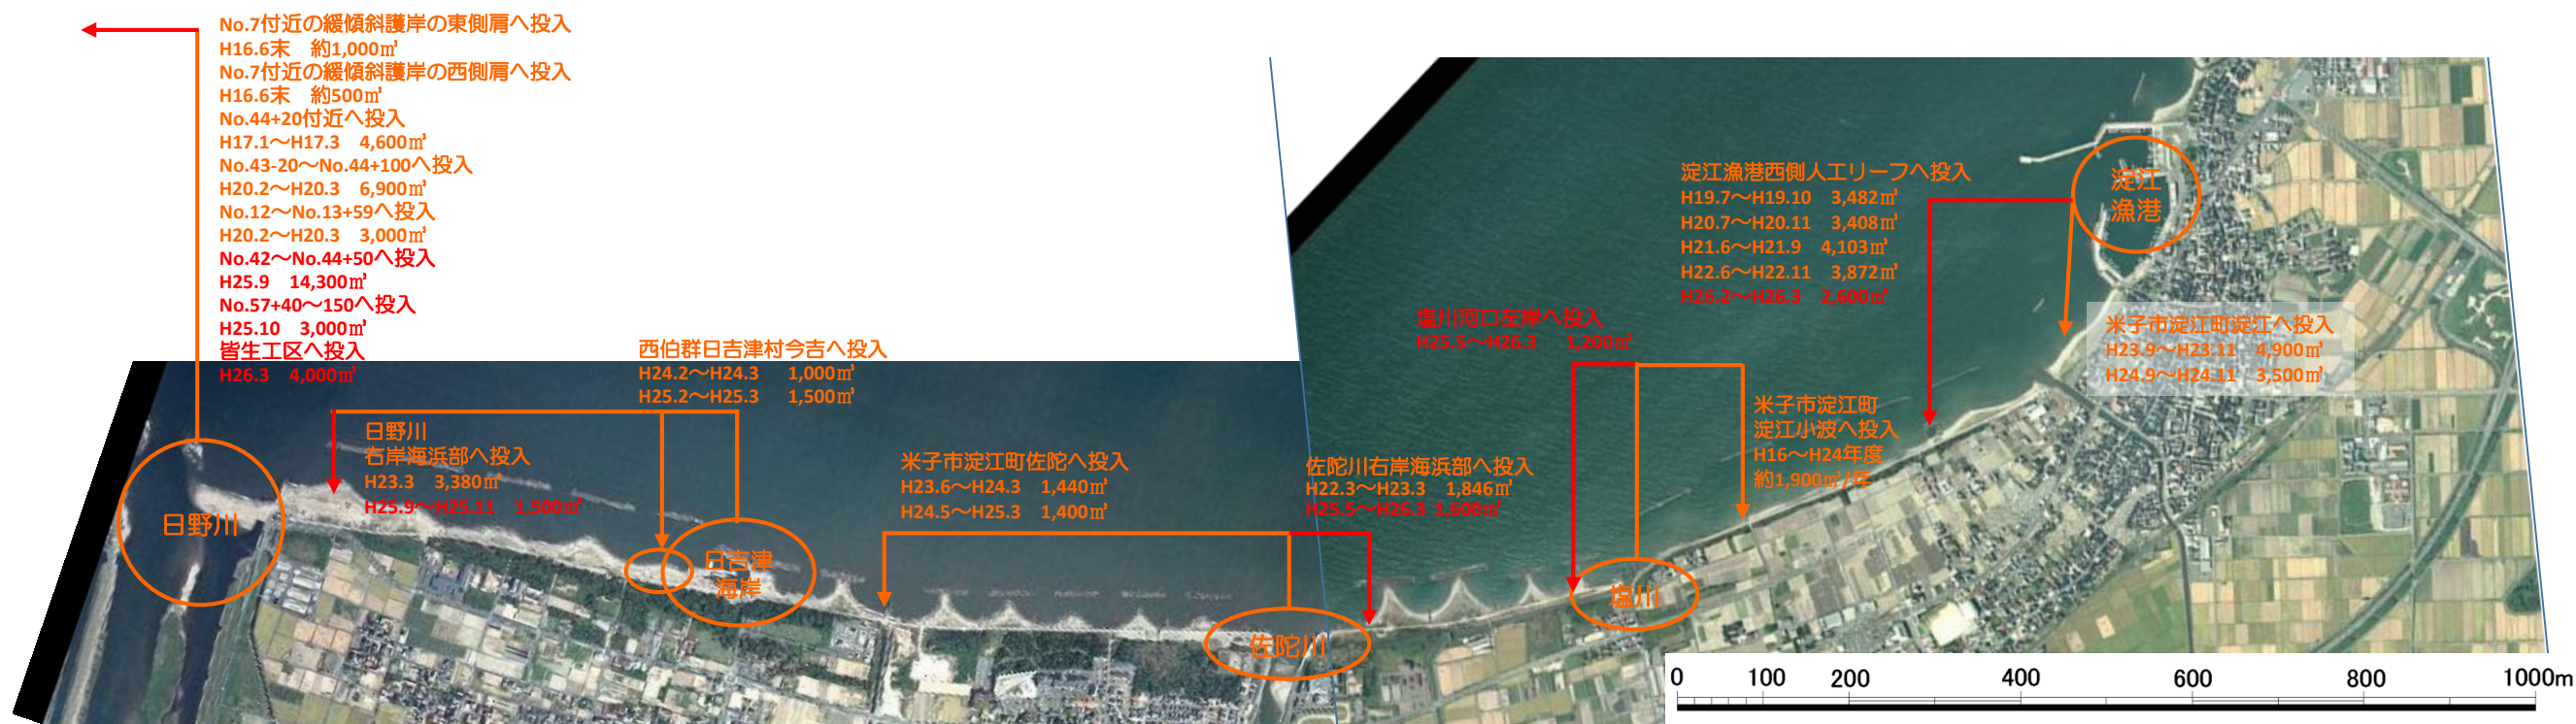 No.7付近の緩傾斜護岸の東側肩へ投入
H16.6末　約1,000㎥
No.7付近の緩傾斜護岸の西側肩へ投入
H16.6末　約500㎥
No.44+20付近へ投入
H17.1～H17.3　4,600㎥
No.43-20～No.44+100へ投入
H20.2～H20.3　6,900㎥
No.12～No.13+59へ投入
H20.2～H20.3　3,000㎥
No.42～No.44+50へ投入
H25.9　14,300㎥
No.57+40～150へ投入
H25.10　3,000㎥
皆生工区へ投入
H26.3　4,000㎥
日野川
日野川
右岸海浜部へ投入
H23.3　3,380㎥
H25.9～H25.11　1,500㎥
西伯群日吉津村今吉へ投入
H24.2～H24.3　1,000㎥
H25.2～H25.3　1,500㎥
日吉津
海岸
米子市淀江町佐陀へ投入
H23.6～H24.3　1,440㎥
H24.5～H25.3　1,400㎥
佐陀川
佐陀川右岸海浜部へ投入
H22.3～H23.3　1,846㎥
H25.5～H26.3 1,600㎥
塩川河口左岸へ投入
H25.5～H26.3　1,200㎥
塩川
米子市淀江町
淀江小波へ投入
H16～H24年度
約1,900㎥/年
淀江漁港西側人工リーフへ投入
H19.7～H19.10　3,482㎥
H20.7～H20.11　3,408㎥
H21.6～H21.9　4,103㎥
H22.6～H22.11　3,872㎥
H26.2～H26.3　2,600㎥
淀江
漁港
米子市淀江町淀江へ投入
H23.9～H23.11　4,900㎥
H24.9～H24.11　3,500㎥
0 100 200 400 600 800 1000m